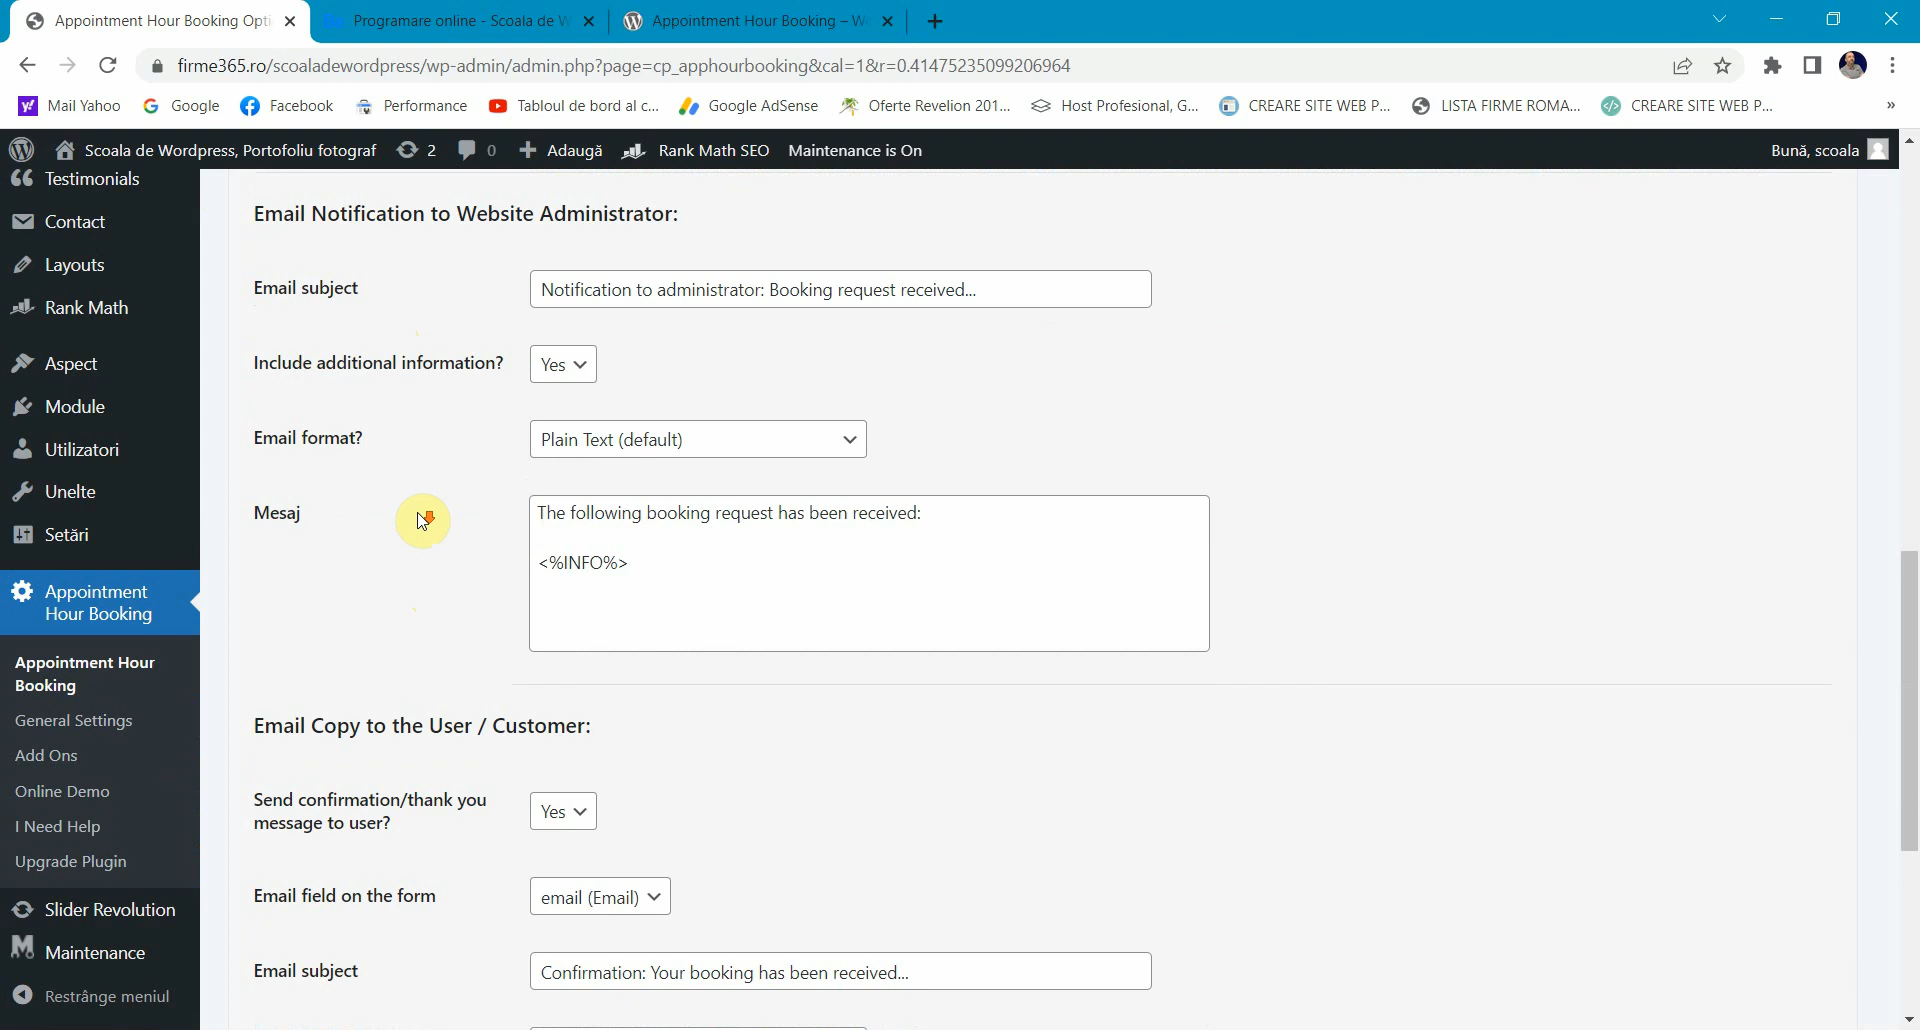 Appointment Hour Booking Opti
Programare online - Scoala de W
Appointment Hour Booking – We
firme365.ro/scoaladewordpress/wp-admin/admin.php?page=cp_apphourbooking&cal=1&r=0.41475235099206964
Mail Yahoo
Google
Facebook
Performance
Tabloul de bord al c...
Google AdSense
Oferte Revelion 201...
Host Profesional, G...
CREARE SITE WEB P...
LISTA FIRME ROMA...
CREARE SITE WEB P...
»
Scoala de Wordpress, Portofoliu fotograf
2
0
Adaugă
Rank Math SEO
Maintenance is On
Bună, scoala
Testimonials
Contact
Layouts
Rank Math
Aspect
Module
Utilizatori
Unelte
Setări
Appointment
Hour Booking
Appointment Hour
Booking
General Settings
Add Ons
Online Demo
I Need Help
Upgrade Plugin
Slider Revolution
Maintenance
Restrânge meniul
Email Notification to Website Administrator:
Email subject
Notification to administrator: Booking request received...
Include additional information?
Yes
Email format?
Plain Text (default)
Mesaj
The following booking request has been received:
<%INFO%>
Email Copy to the User / Customer:
Send confirmation/thank you
message to user?
Yes
Email field on the form
email (Email)
Email subject
Confirmation: Your booking has been received...